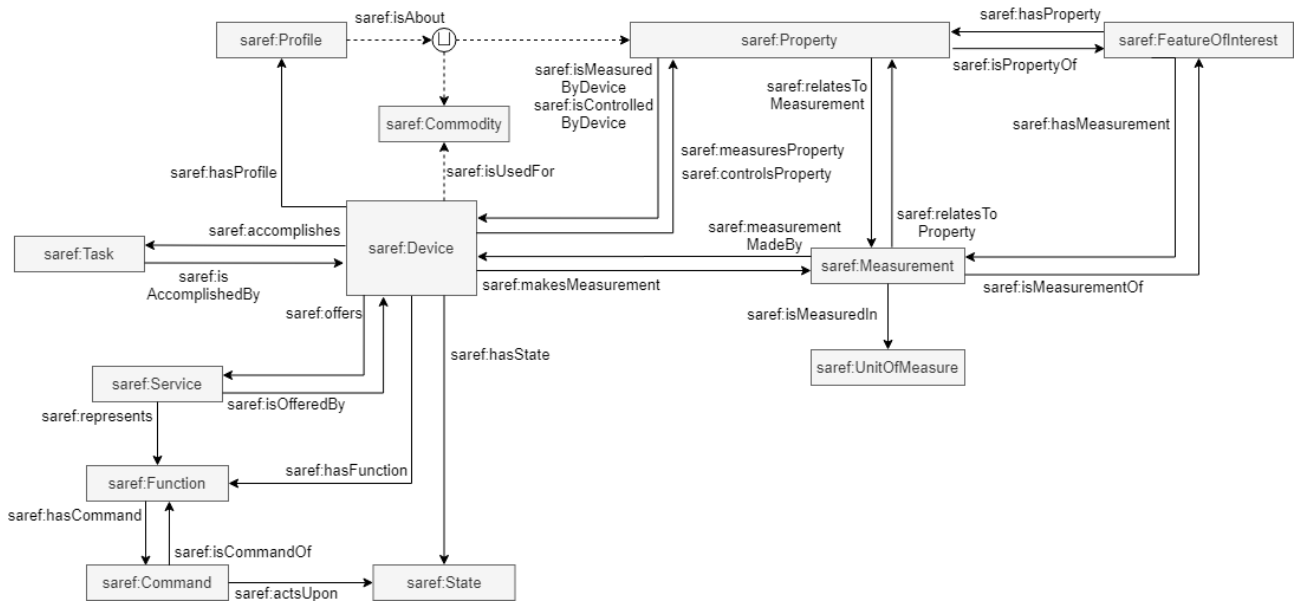 saref:isAbout
saref:hasProperty
saref:Profile
⊔
saref:Property
saref:FeatureOfInterest
saref:isMeasured
ByDevice
saref:isControlled
ByDevice
saref:relatesTo
Measurement
saref:isPropertyOf
saref:Commodity
saref:hasMeasurement
saref:measuresProperty
saref:controlsProperty
saref:hasProfile
saref:isUsedFor
saref:accomplishes
saref:Device
saref:measurement
MadeBy
saref:relatesTo
Property
saref:Task
saref:is
AccomplishedBy
saref:makesMeasurement
saref:Measurement
saref:isMeasurementOf
saref:offers
saref:isMeasuredIn
saref:hasState
saref:UnitOfMeasure
saref:Service
saref:isOfferedBy
saref:represents
saref:hasFunction
saref:Function
saref:hasCommand
saref:isCommandOf
saref:Command
saref:actsUpon
saref:State